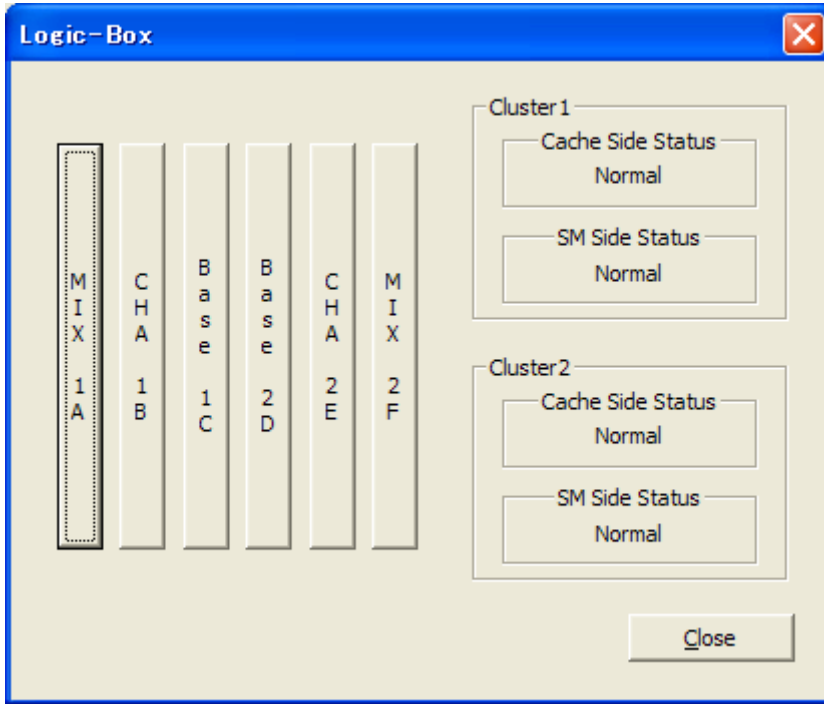 Logic-Box
MIX 1A
CHA 1B
Base 1C
Base 2D
CHA 2E
MIX 2F
Cluster1
Cache Side Status
Normal
SM Side Status
Normal
Cluster2
Cache Side Status
Normal
SM Side Status
Normal
Close